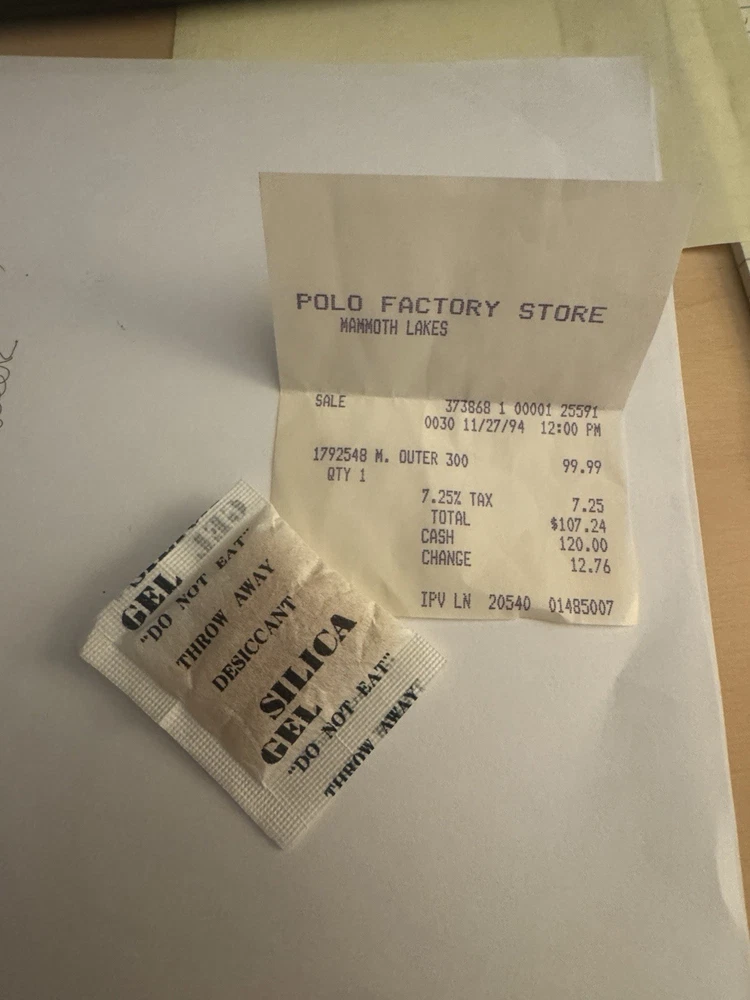 POLO FACTORY STORE
MAMMOTH LAKES
SALE 373868 1 00001 25591
0030 11/27/94 12:00 PM
1792548 M. OUTER 300 99.99
QTY 1
7.25% TAX 7.25
TOTAL $107.24
CASH 120.00
CHANGE 12.76
IPV LN 20540 01485007
GEL
"DO NOT EAT"
THROW AWAY
DESICCANT
SILICA
GEL
"DO NOT EAT"
THROW AWAY